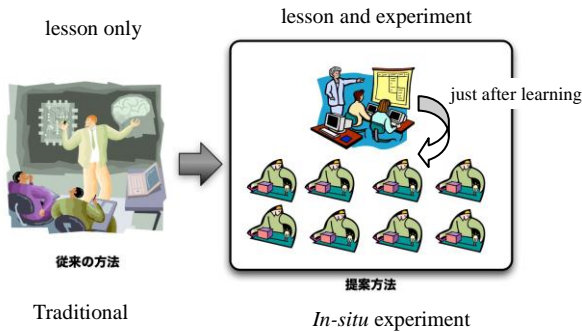 lesson only
lesson and experiment
just after learning
従来の方法
提案方法
Traditional
In-situ experiment